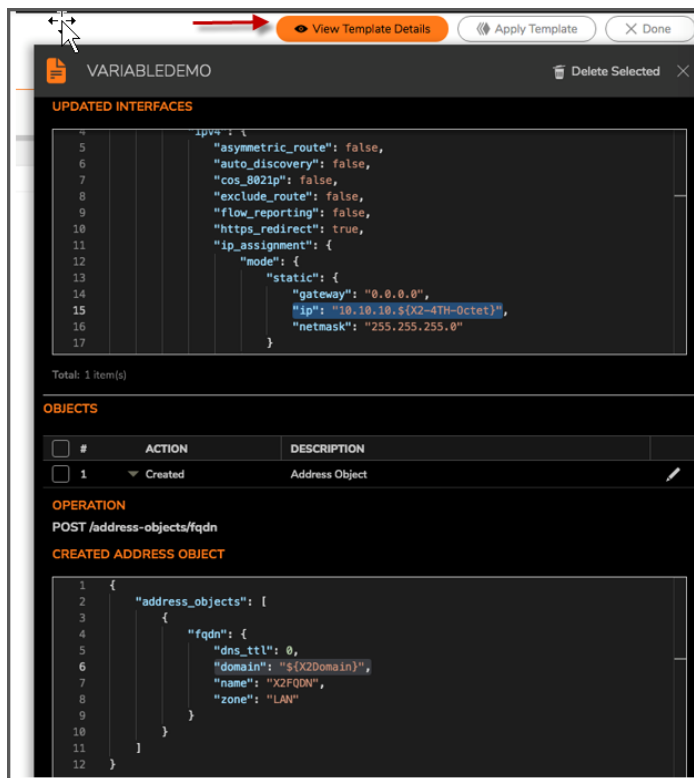 View Template Details Apply Template Done
VARIABLEDEMO Delete Selected
UPDATED INTERFACES
4 "ipv4": {
5 "asymmetric_route": false,
6 "auto_discovery": false,
7 "cos_8021p": false,
8 "exclude_route": false,
9 "flow_reporting": false,
10 "https_redirect": true,
11 "ip_assignment": {
12 "mode": {
13 "static": {
14 "gateway": "0.0.0.0",
15 "ip": "10.10.10.${X2-4TH-Octet}",
16 "netmask": "255.255.255.0"
17 }
Total: 1 item(s)
OBJECTS
# ACTION DESCRIPTION
1 Created Address Object
OPERATION
POST /address-objects/fqdn
CREATED ADDRESS OBJECT
1 {
2 "address_objects": [
3 {
4 "fqdn": {
5 "dns_ttl": 0,
6 "domain": "${X2Domain}",
7 "name": "X2FQDN",
8 "zone": "LAN"
9 }
10 }
11 ]
12 }